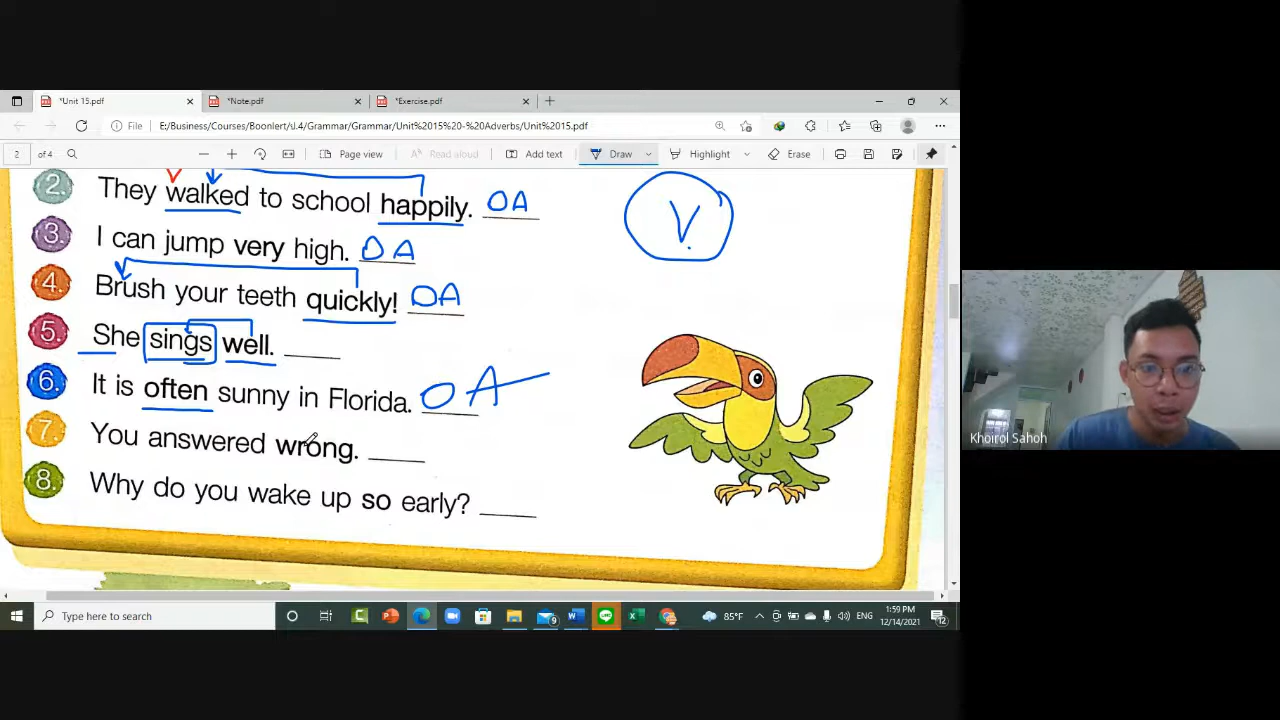 *Unit 15.pdf
*Note.pdf
*Exercise.pdf
File
E:/Business/Courses/Boonlert/ป.4/Grammar/Grammar/Unit%2015%20-%20Adverbs/Unit%2015.pdf
2 of 4
Page view
Read aloud
Add text
Draw
Highlight
Erase
2. They walked to school happily. OA
V.
3. I can jump very high. OA
4. Brush your teeth quickly! OA
5. She sings well.
6. It is often sunny in Florida. OA
7. You answered wrong.
8. Why do you wake up so early?
Khoirol Sahoh
Type here to search
85°F
ENG
1:59 PM
12/14/2021